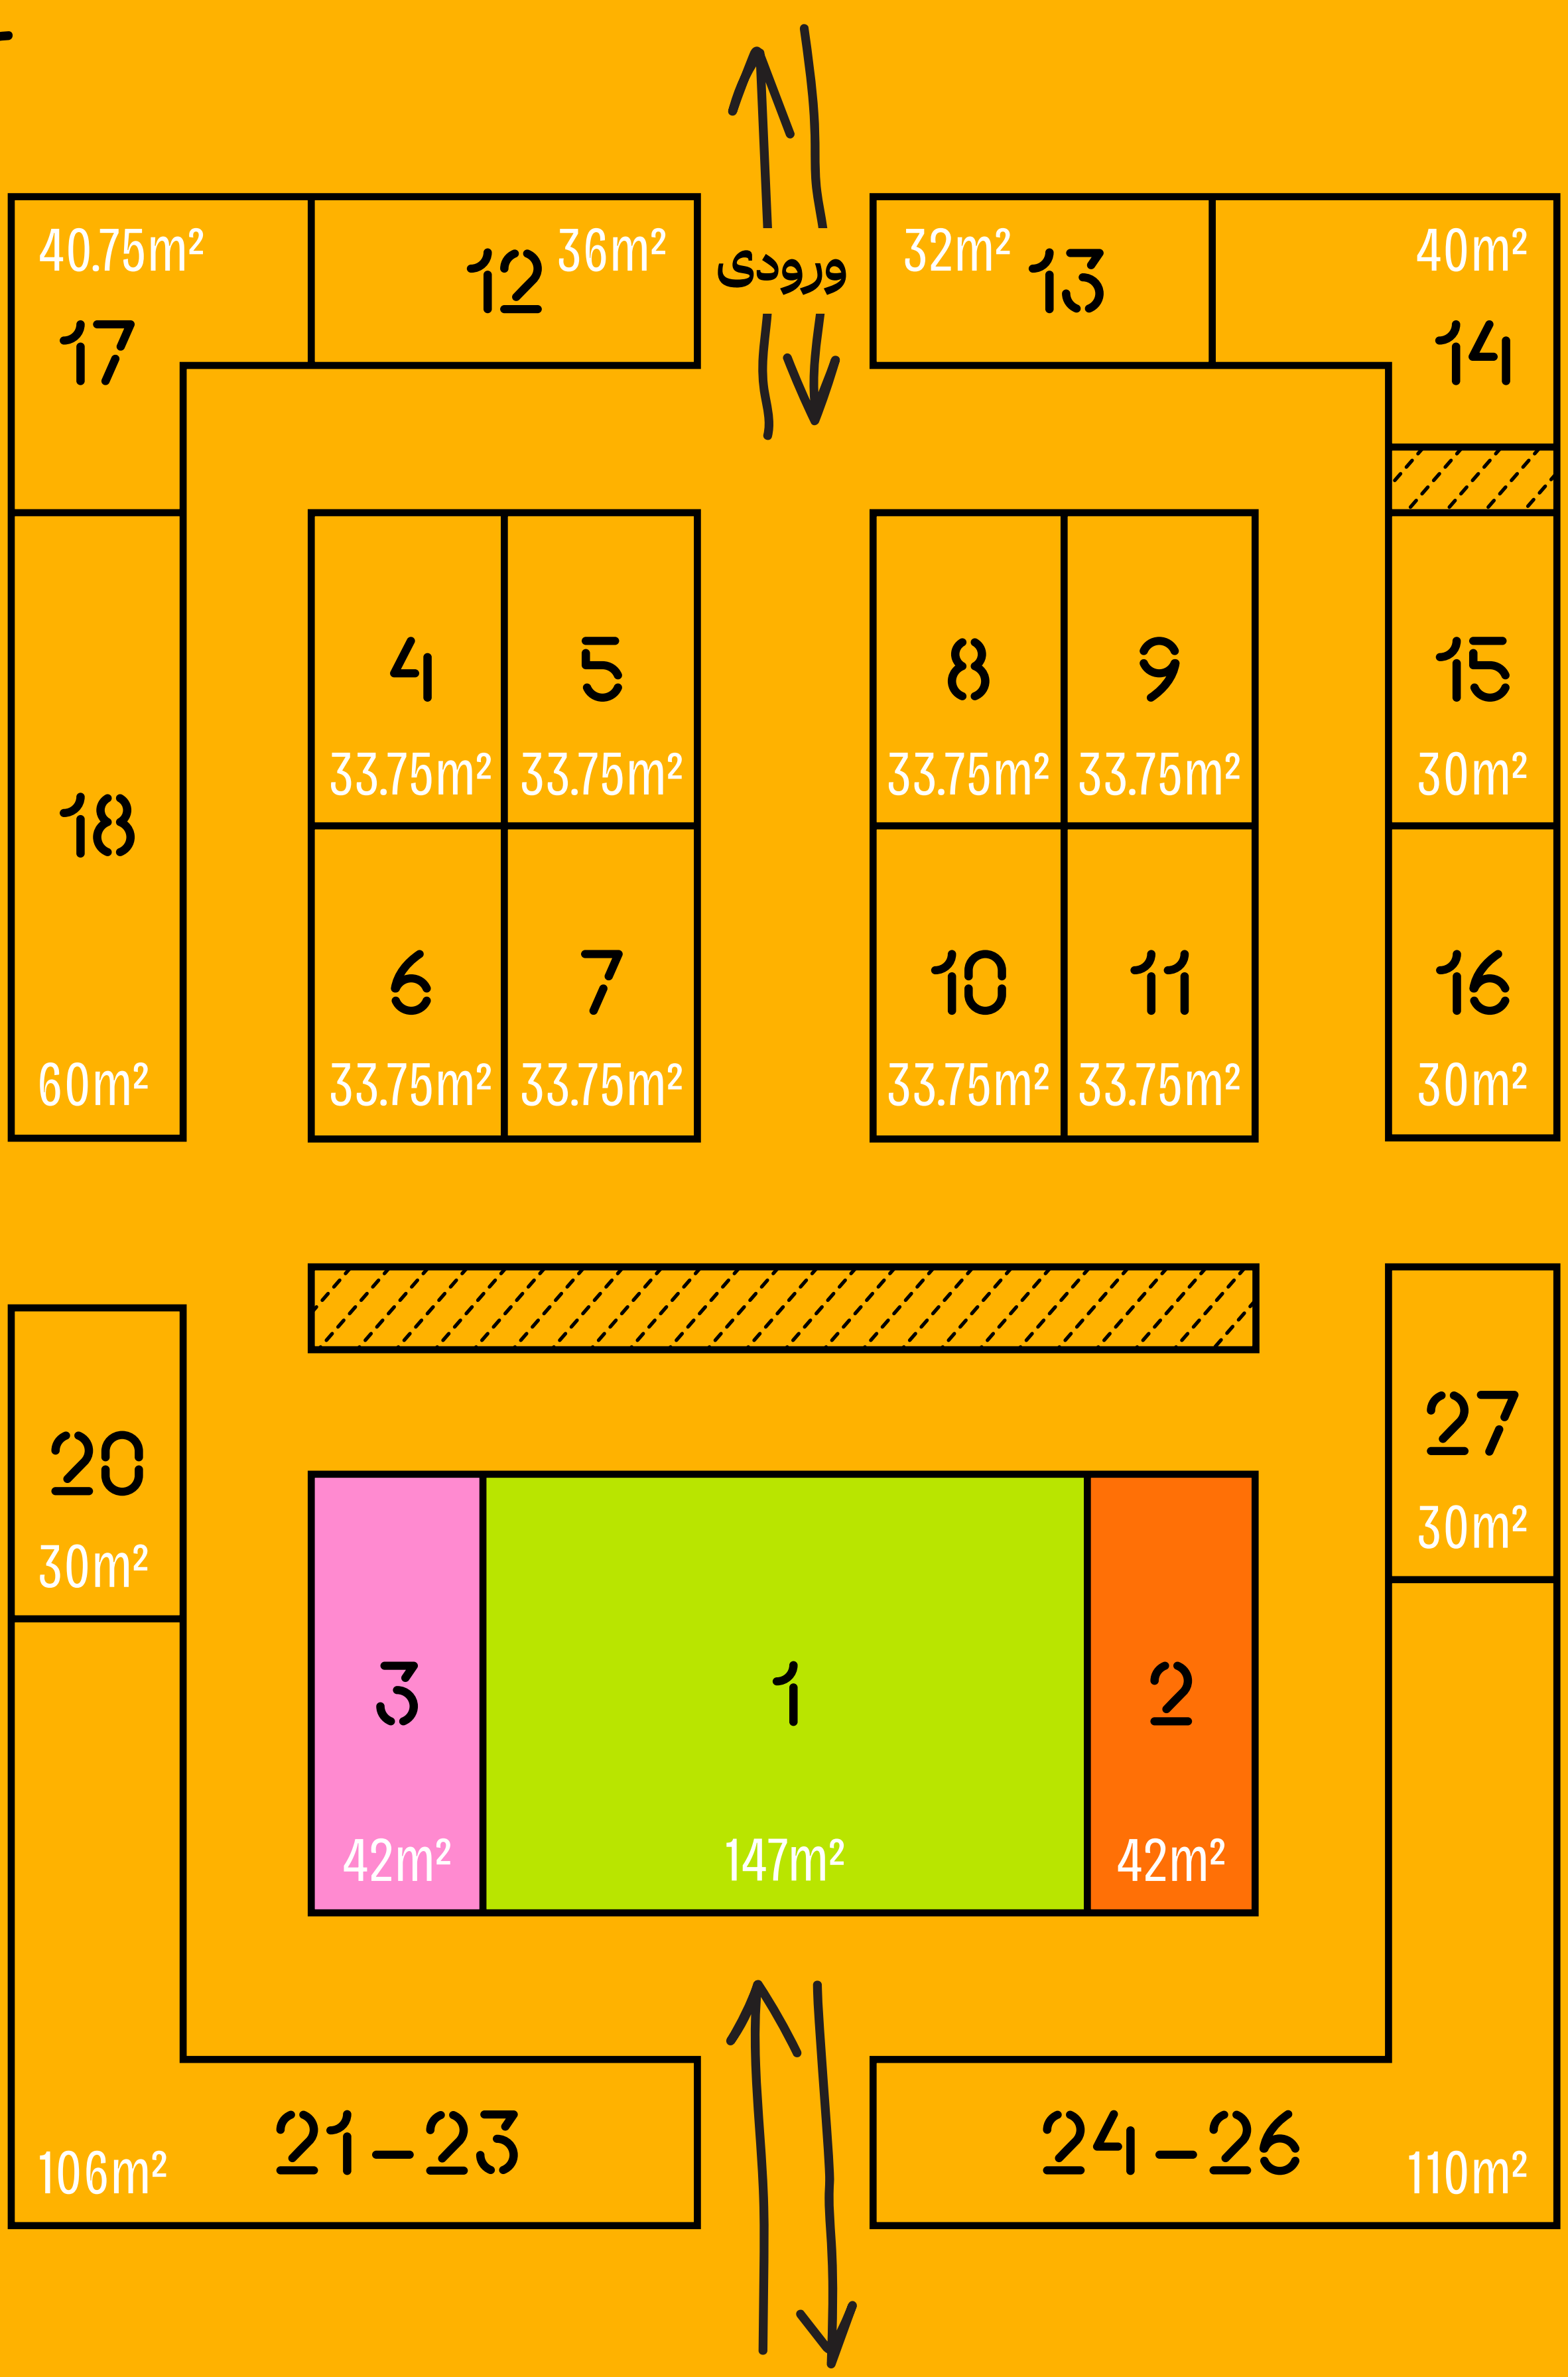 40.75m²
17
12
36m²
ورودی
32m²
13
40m²
14
4
33.75m²
5
33.75m²
8
33.75m²
9
33.75m²
15
30m²
18
60m²
6
33.75m²
7
33.75m²
10
33.75m²
11
33.75m²
16
30m²
20
30m²
27
30m²
3
42m²
1
147m²
2
42m²
21-23
106m²
24-26
110m²